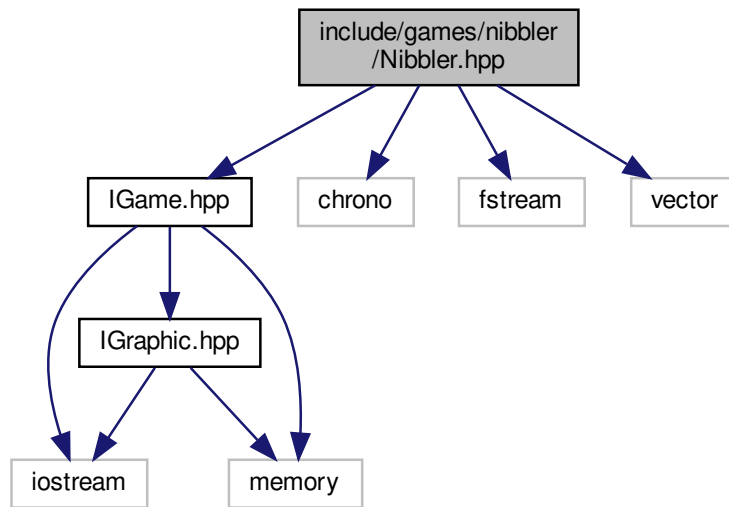 include/games/nibbler
/Nibbler.hpp
IGame.hpp
chrono
fstream
vector
IGraphic.hpp
iostream
memory